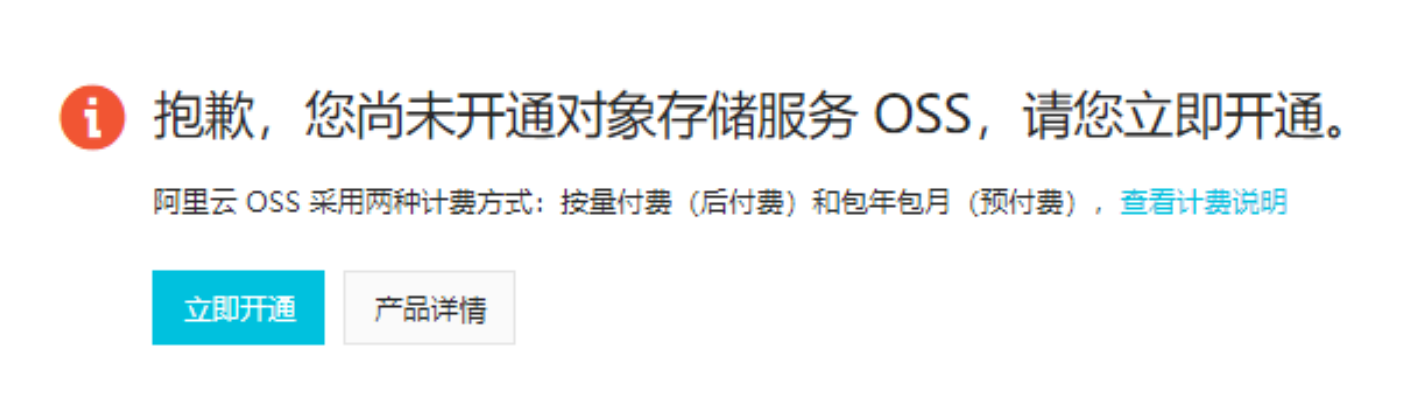 抱歉，您尚未开通对象存储服务 OSS，请您立即开通。
阿里云 OSS 采用两种计费方式：按量付费（后付费）和包年包月（预付费），查看计费说明
立即开通 产品详情